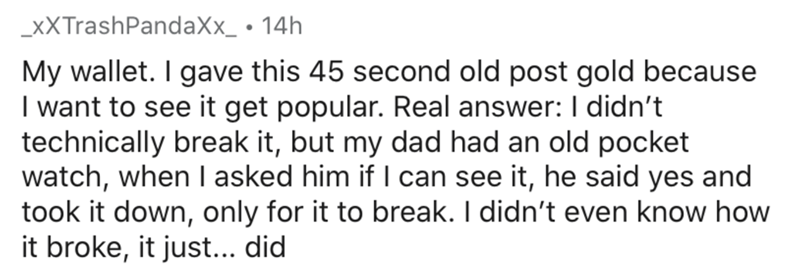 _xXTrashPandaXx_ • 14h
My wallet. I gave this 45 second old post gold because
I want to see it get popular. Real answer: I didn’t
technically break it, but my dad had an old pocket
watch, when I asked him if I can see it, he said yes and
took it down, only for it to break. I didn’t even know how
it broke, it just... did